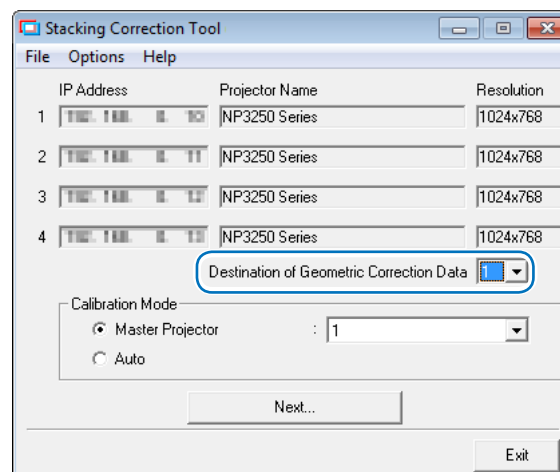 Stacking Correction Tool
File Options Help
IP Address Projector Name Resolution
1 NP3250 Series 1024x768
2 NP3250 Series 1024x768
3 NP3250 Series 1024x768
4 NP3250 Series 1024x768
Destination of Geometric Correction Data 1
Calibration Mode
Master Projector : 1
Auto
Next...
Exit